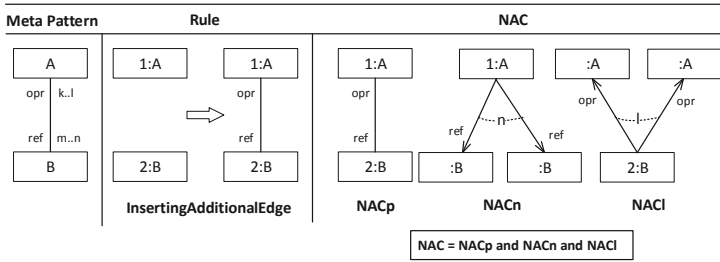 Meta Pattern Rule NAC
A 1:A 1:A 1:A 1:A :A :A
opr k..l opr opr opr opr
n l
ref m..n ref ref ref ref
B 2:B 2:B 2:B :B :B 2:B
InsertingAdditionalEdge NACp NACn NACl
NAC = NACp and NACn and NACl